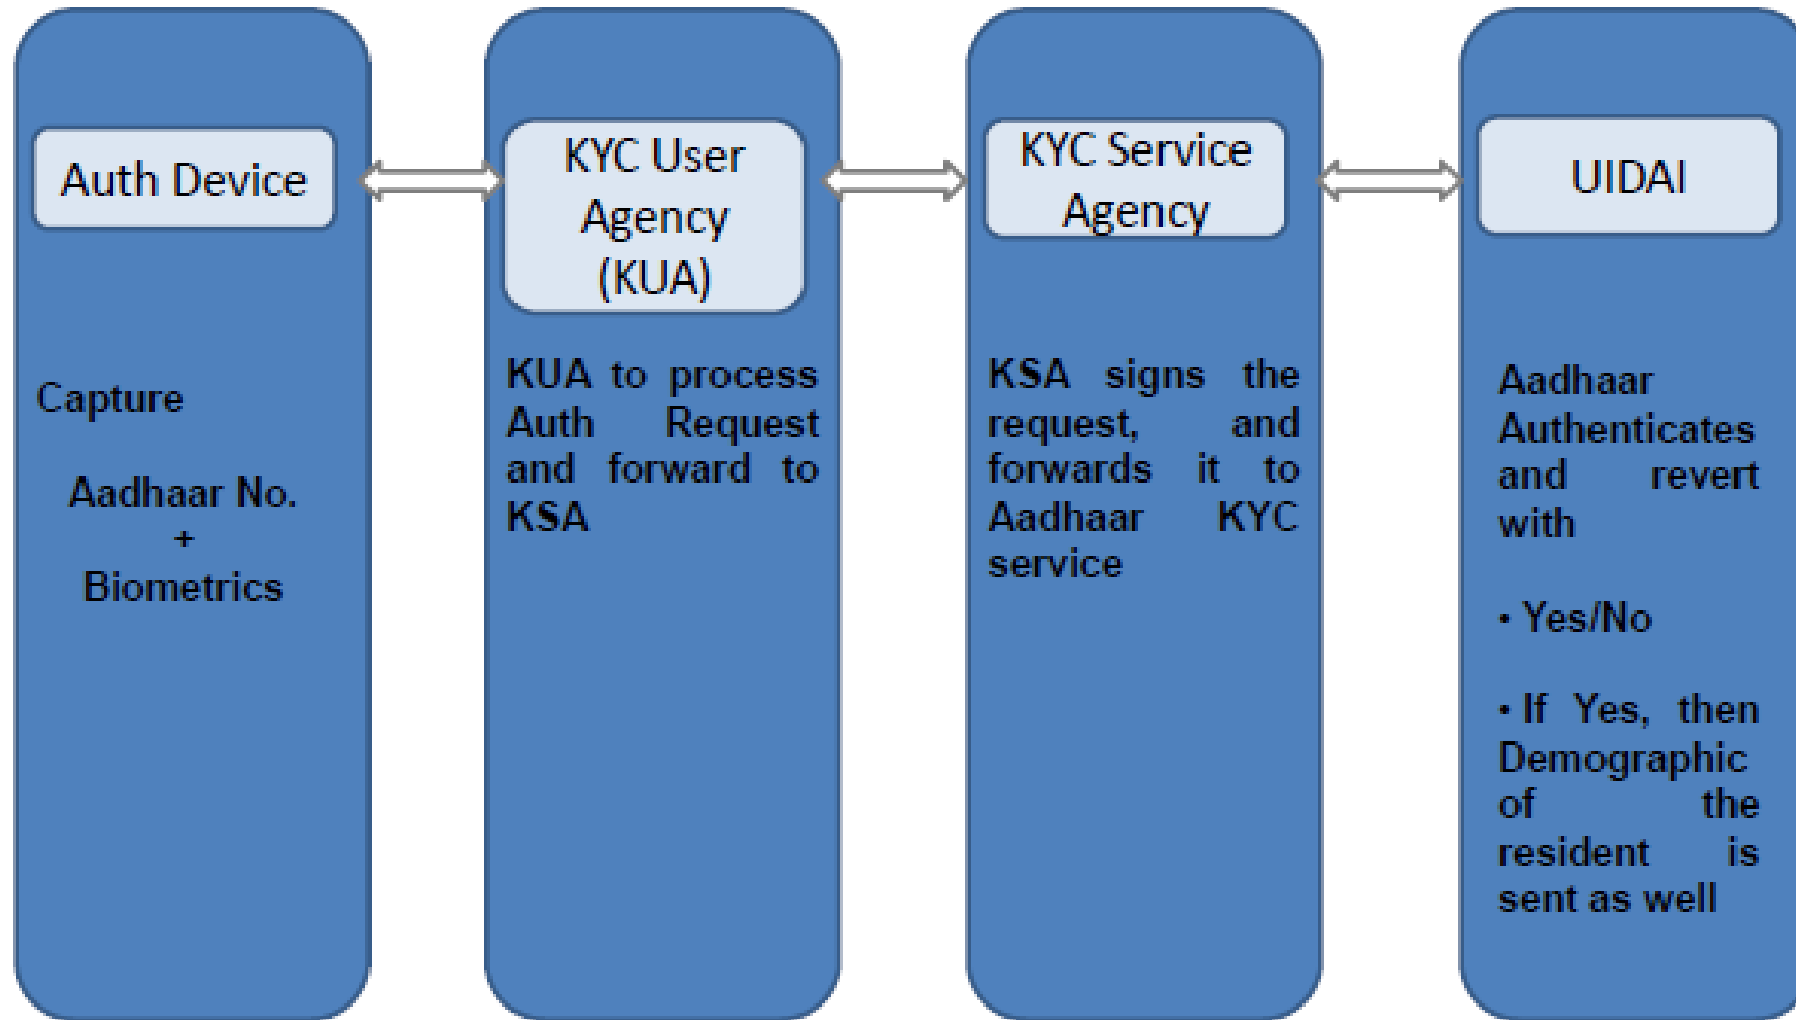 Auth Device
Capture
Aadhaar No.
+
Biometrics
KYC User
Agency
(KUA)
KUA to process
Auth Request
and forward to
KSA
KYC Service
Agency
KSA signs the
request, and
forwards it to
Aadhaar KYC
service
UIDAI
Aadhaar
Authenticates
and revert
with
• Yes/No
• If Yes, then
Demographic
of the
resident is
sent as well